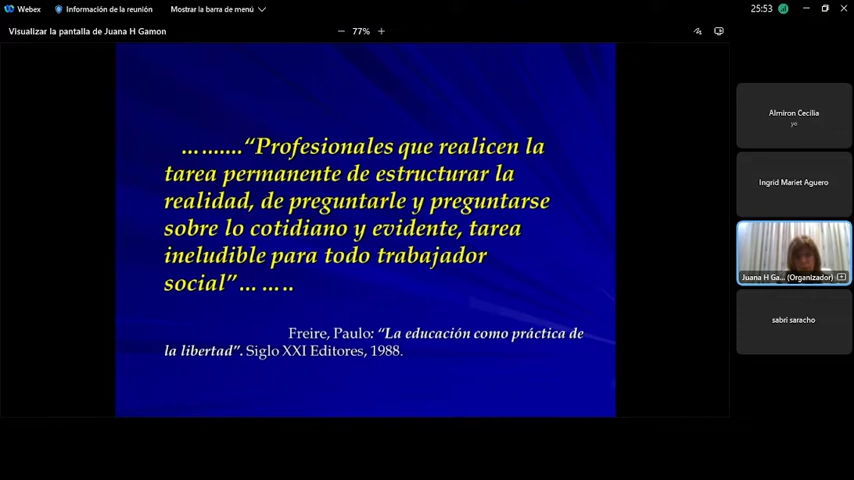 Webex
Información de la reunión
Mostrar la barra de menú
25:53
Visualizar la pantalla de Juana H Gamon
77%
….......“Profesionales que realicen la
tarea permanente de estructurar la
realidad, de preguntarle y preguntarse
sobre lo cotidiano y evidente, tarea
ineludible para todo trabajador
social”……..
Freire, Paulo: “La educación como práctica de
la libertad”. Siglo XXI Editores, 1988.
Almiron Cecilia
yo
Ingrid Mariet Aguero
Juana H Ga... (Organizador)
sabri saracho